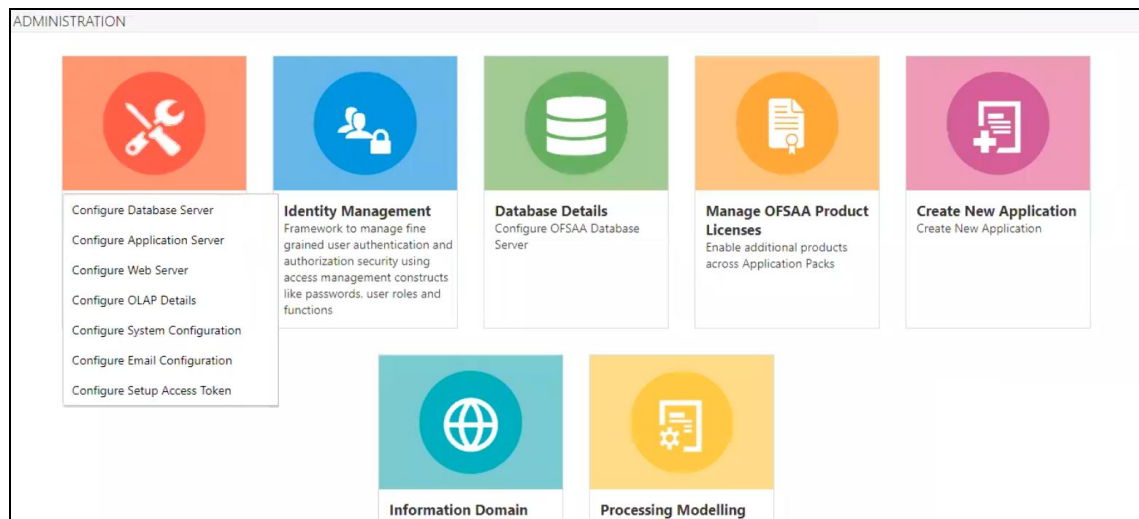 ADMINISTRATION
Configure Database Server
Configure Application Server
Configure Web Server
Configure OLAP Details
Configure System Configuration
Configure Email Configuration
Configure Setup Access Token
Identity Management
Framework to manage fine
grained user authentication and
authorization security using
access management constructs
like passwords. user roles and
functions
Database Details
Configure OFSAA Database
Server
Manage OFSAA Product
Licenses
Enable additional products
across Application Packs
Create New Application
Create New Application
Information Domain
Processing Modelling